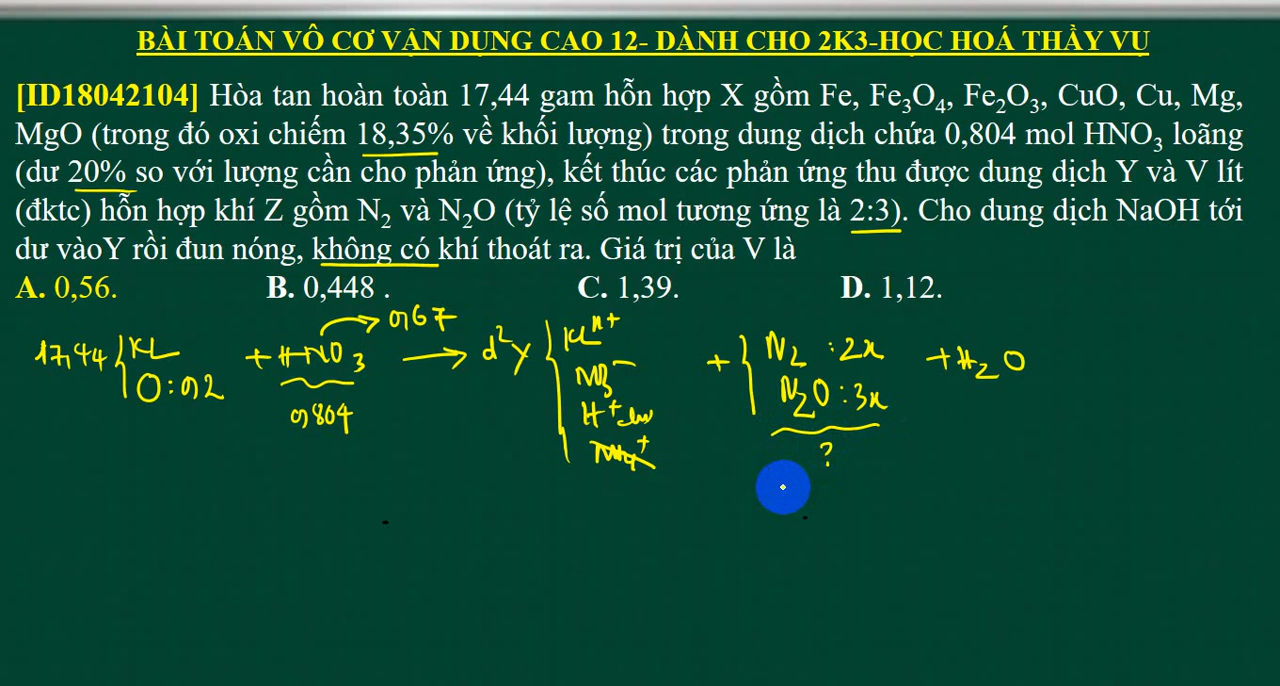 BÀI TOÁN VÔ CƠ VẬN DỤNG CAO 12- DÀNH CHO 2K3-HỌC HOÁ THẦY VỤ
[ID18042104] Hòa tan hoàn toàn 17,44 gam hỗn hợp X gồm Fe, Fe₃O₄, Fe₂O₃, CuO, Cu, Mg,
MgO (trong đó oxi chiếm 18,35% về khối lượng) trong dung dịch chứa 0,804 mol HNO₃ loãng
(dư 20% so với lượng cần cho phản ứng), kết thúc các phản ứng thu được dung dịch Y và V lít
(đktc) hỗn hợp khí Z gồm N₂ và N₂O (tỷ lệ số mol tương ứng là 2:3). Cho dung dịch NaOH tới
dư vàoY rồi đun nóng, không có khí thoát ra. Giá trị của V là
A. 0,56. B. 0,448 . C. 1,39. D. 1,12.
0,67
17,44 { KL + HNO₃ → d²Y { KLⁿ⁺ + { N₂ : 2x + H₂O
O : 0,2 NO₃⁻ N₂O : 3x
0,804 H⁺ dư
NH₄⁺ ?